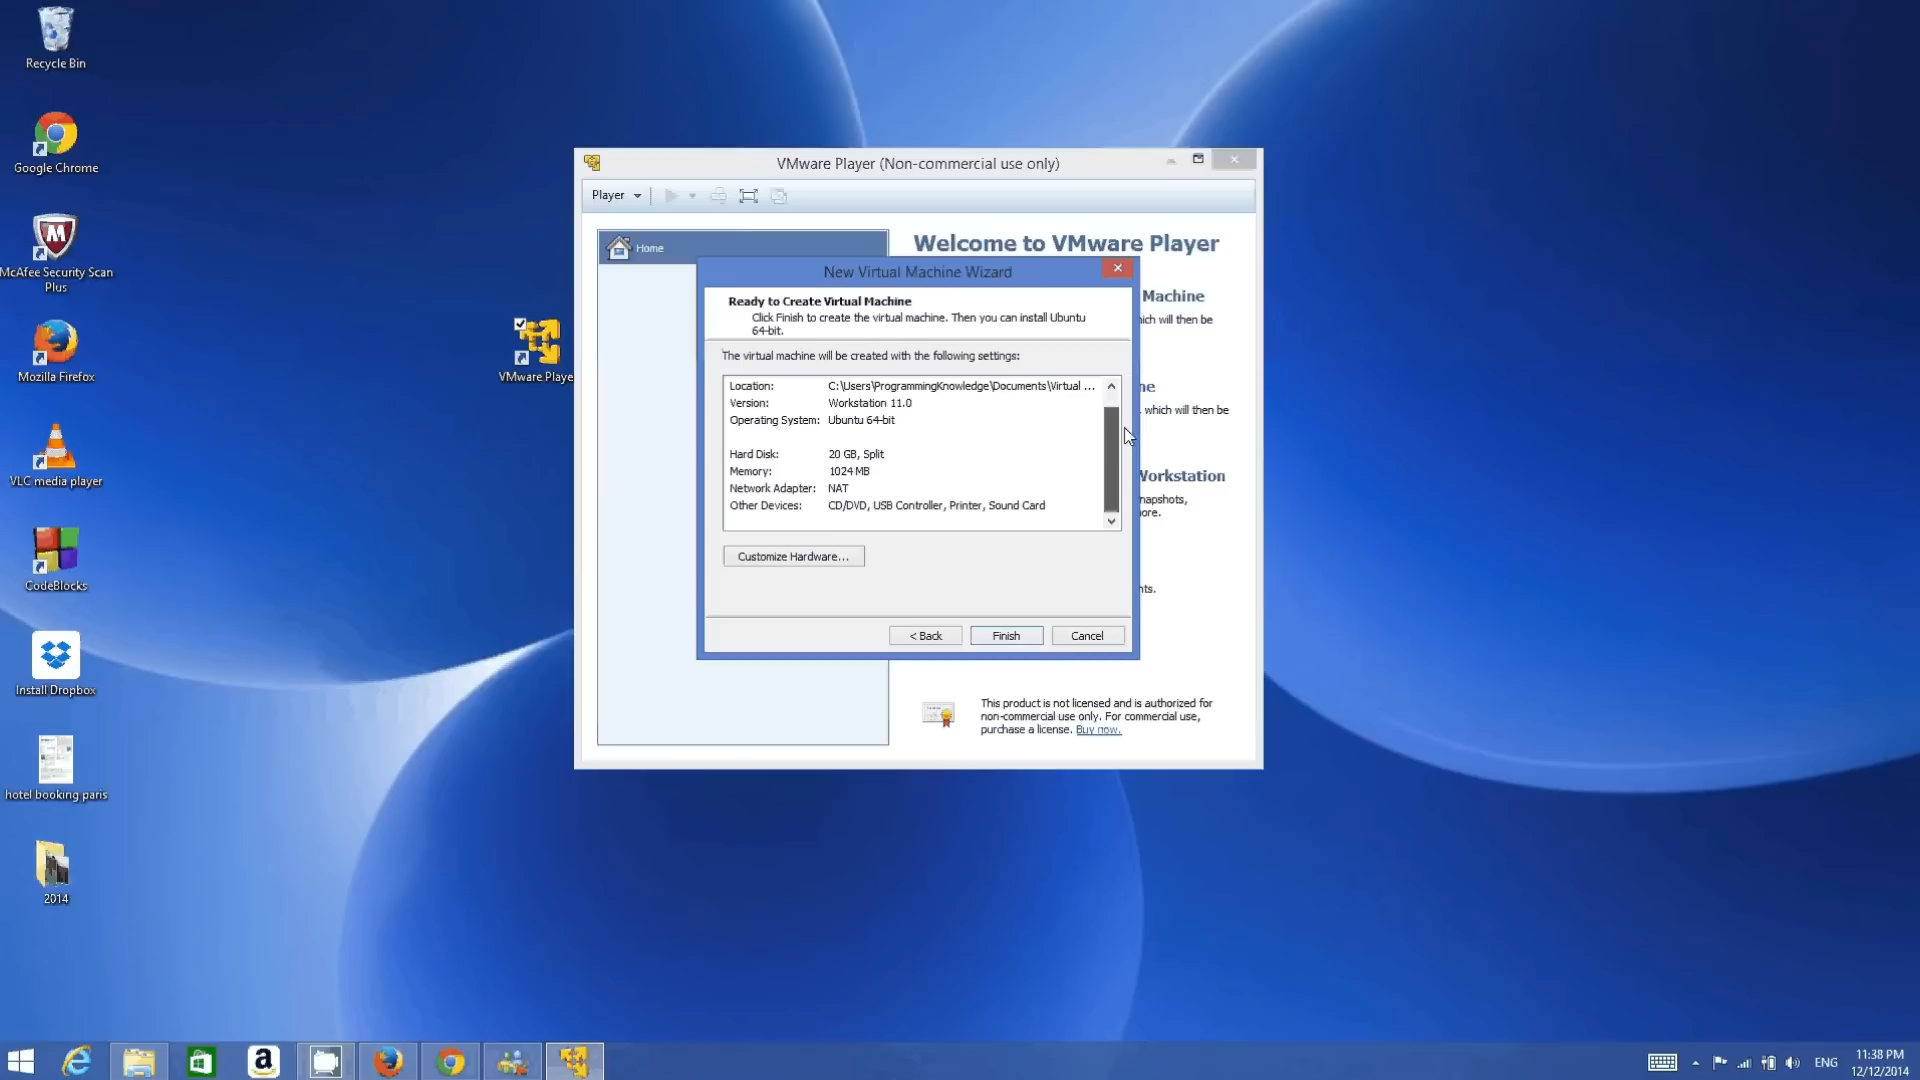 Recycle Bin
Google Chrome
McAfee Security Scan
Plus
Mozilla Firefox
VLC media player
CodeBlocks
Install Dropbox
hotel booking paris
2014
VMware Playe
VMware Player (Non-commercial use only)
Player
Home
Welcome to VMware Player
Machine
hich will then be
ne
which will then be
Workstation
napshots,
ore.
nts.
New Virtual Machine Wizard
Ready to Create Virtual Machine
Click Finish to create the virtual machine. Then you can install Ubuntu
64-bit.
The virtual machine will be created with the following settings:
Location: C:\Users\ProgrammingKnowledge\Documents\Virtual ...
Version: Workstation 11.0
Operating System: Ubuntu 64-bit
Hard Disk: 20 GB, Split
Memory: 1024 MB
Network Adapter: NAT
Other Devices: CD/DVD, USB Controller, Printer, Sound Card
Customize Hardware...
< Back Finish Cancel
This product is not licensed and is authorized for
non-commercial use only. For commercial use,
purchase a license. Buy now.
ENG
11:38 PM
12/12/2014